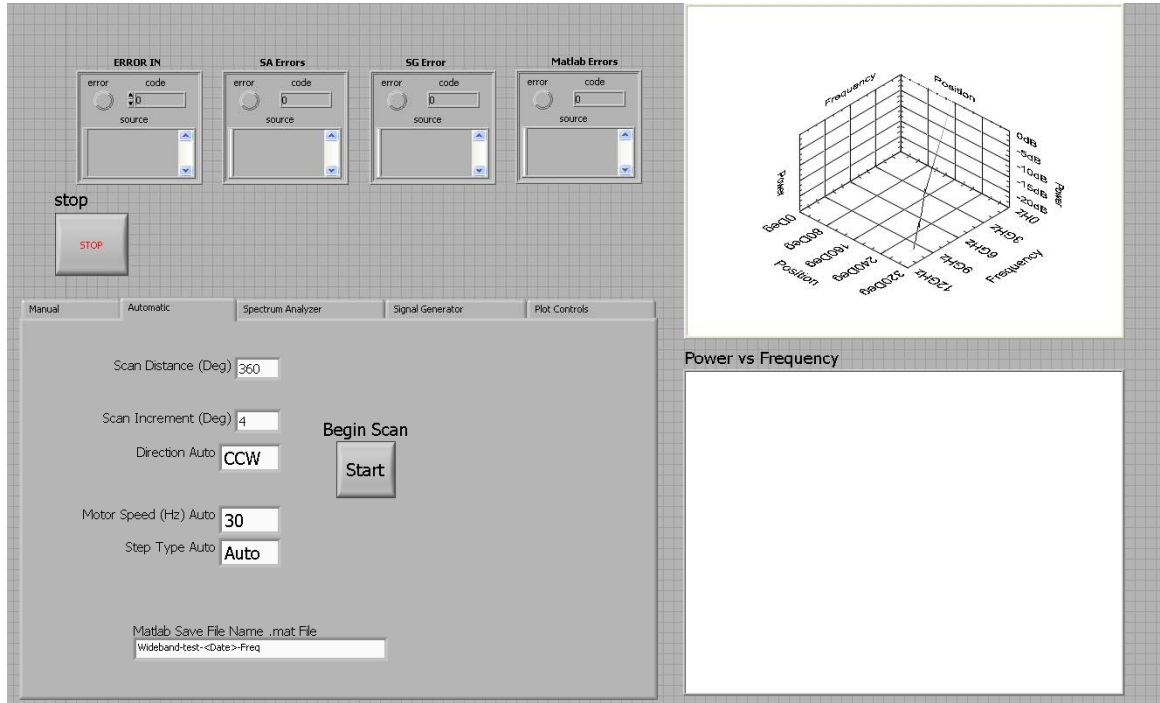 ERROR IN
SA Errors
SG Error
Matlab Errors
error code
0
source
error code
0
source
error code
0
source
error code
0
source
stop
STOP
Manual
Automatic
Spectrum Analyzer
Signal Generator
Plot Controls
Scan Distance (Deg) 360
Scan Increment (Deg) 4
Direction Auto CCW
Motor Speed (Hz) Auto 30
Step Type Auto Auto
Begin Scan
Start
Matlab Save File Name .mat File
Wideband-test-<Date>-Freq
Frequency
Position
0dB
-5dB
-10dB
-15dB
-20dB
Power
Power
0Deg
80Deg
160Deg
240Deg
320Deg
Position
0Hz
3GHz
6GHz
9GHz
12GHz
Frequency
Power vs Frequency